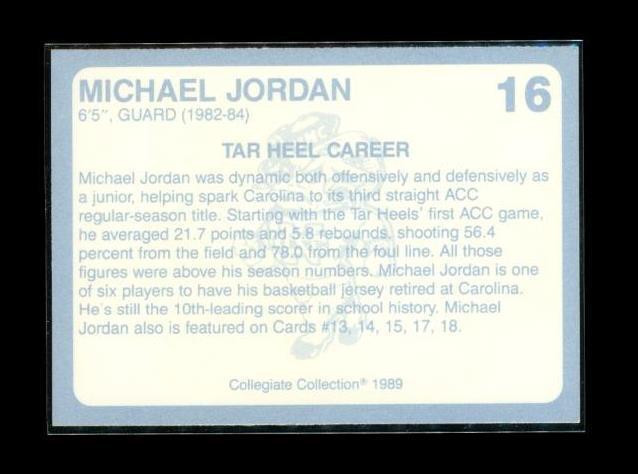 MICHAEL JORDAN
16
6'5", GUARD (1982-84)
TAR HEEL CAREER
Michael Jordan was dynamic both offensively and defensively as
a junior, helping spark Carolina to its third straight ACC
regular-season title. Starting with the Tar Heels' first ACC game,
he averaged 21.7 points and 5.8 rebounds, shooting 56.4
percent from the field and 78.0 from the foul line. All those
figures were above his season numbers. Michael Jordan is one
of six players to have his basketball jersey retired at Carolina.
He's still the 10th-leading scorer in school history. Michael
Jordan also is featured on Cards #13, 14, 15, 17, 18.
Collegiate Collection® 1989